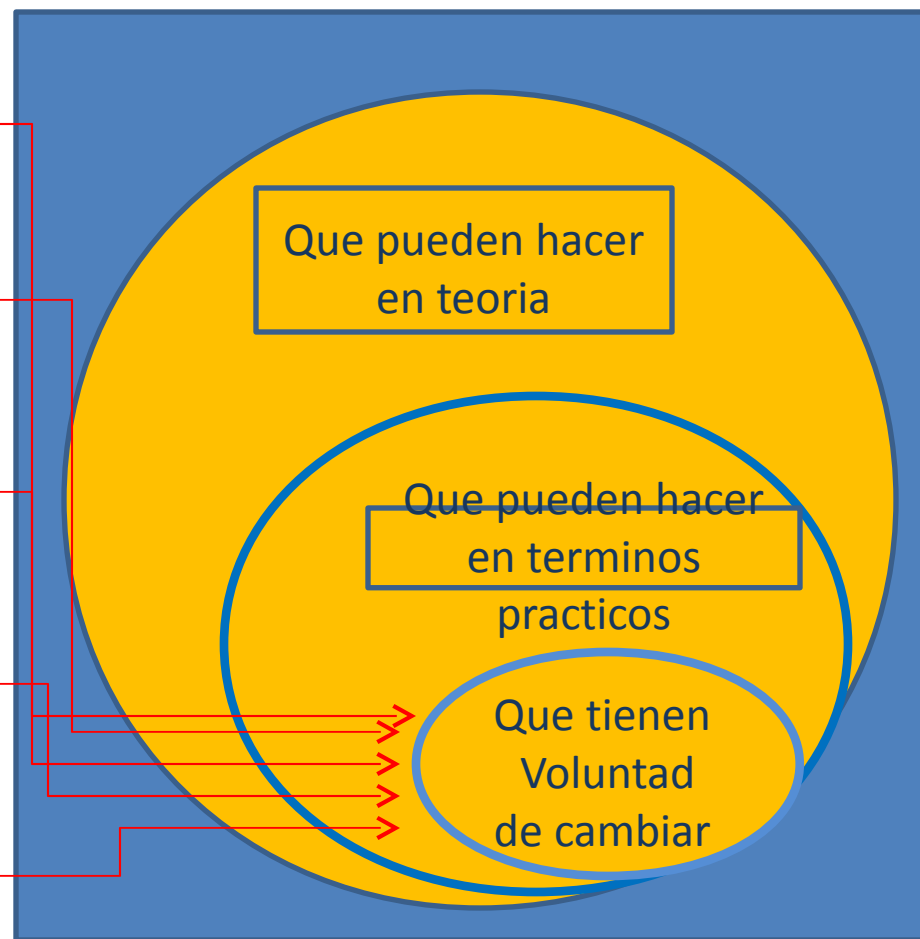 Que pueden hacer
en teoria
Que pueden hacer
en terminos
practicos
Que tienen
Voluntad
de cambiar